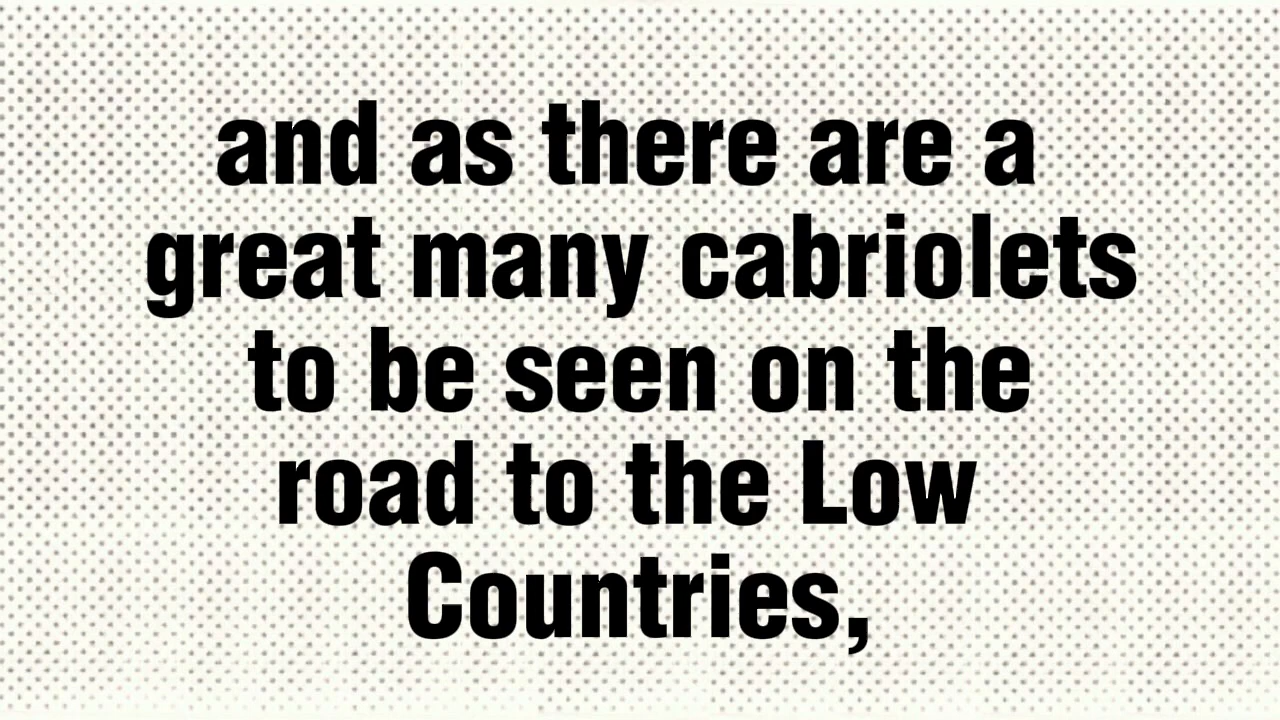 and as there are a
great many cabriolets
to be seen on the
road to the Low
Countries,